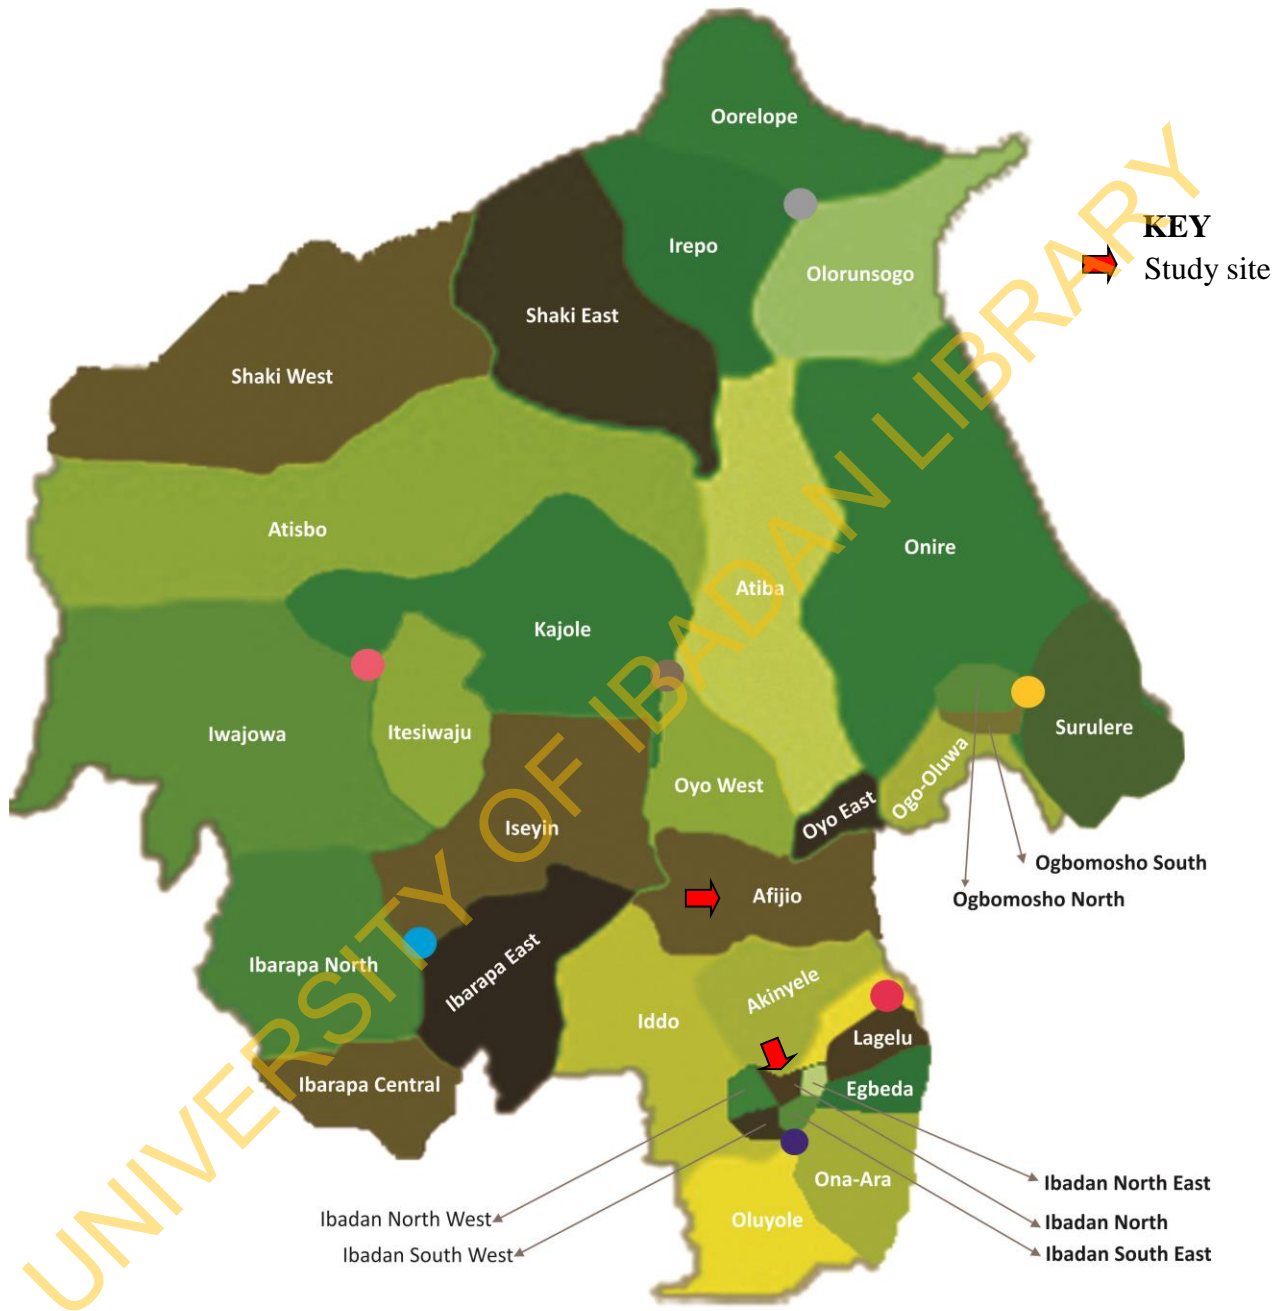 Oorelope
KEY
Study site
Irepo
Olorunsogo
Shaki East
Shaki West
Atisbo
Onire
Atiba
Kajole
Iwajowa
Itesiwaju
Surulere
Ogo-Oluwa
Oyo West
Oyo East
Iseyin
Ogbomosho South
Ogbomosho North
Afijio
Ibarapa North
Ibarapa East
Akinyele
Iddo
Lagelu
Ibarapa Central
Egbeda
Ona-Ara
Ibadan North East
Ibadan North West
Oluyole
Ibadan North
Ibadan South West
Ibadan South East
UNIVERSITY OF IBADAN LIBRARY